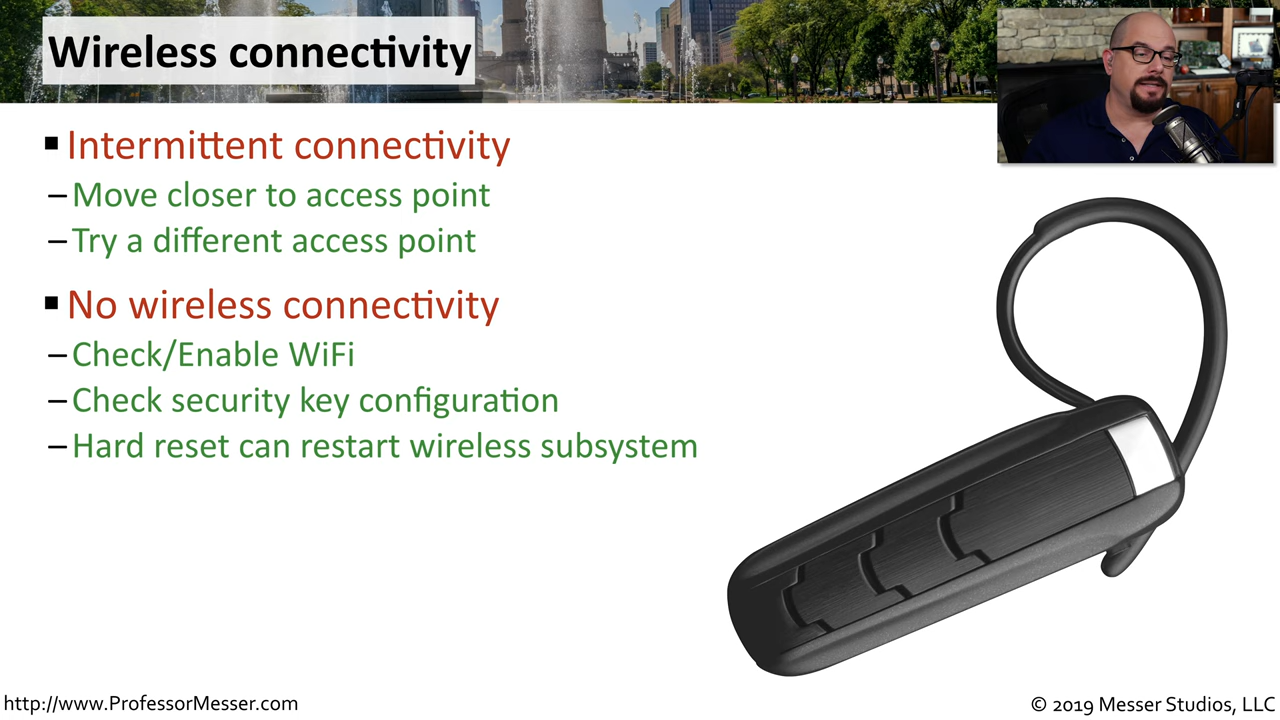 Wireless connectivity
▪ Intermittent connectivity
– Move closer to access point
– Try a different access point
▪ No wireless connectivity
– Check/Enable WiFi
– Check security key configuration
– Hard reset can restart wireless subsystem
http://www.ProfessorMesser.com
© 2019 Messer Studios, LLC